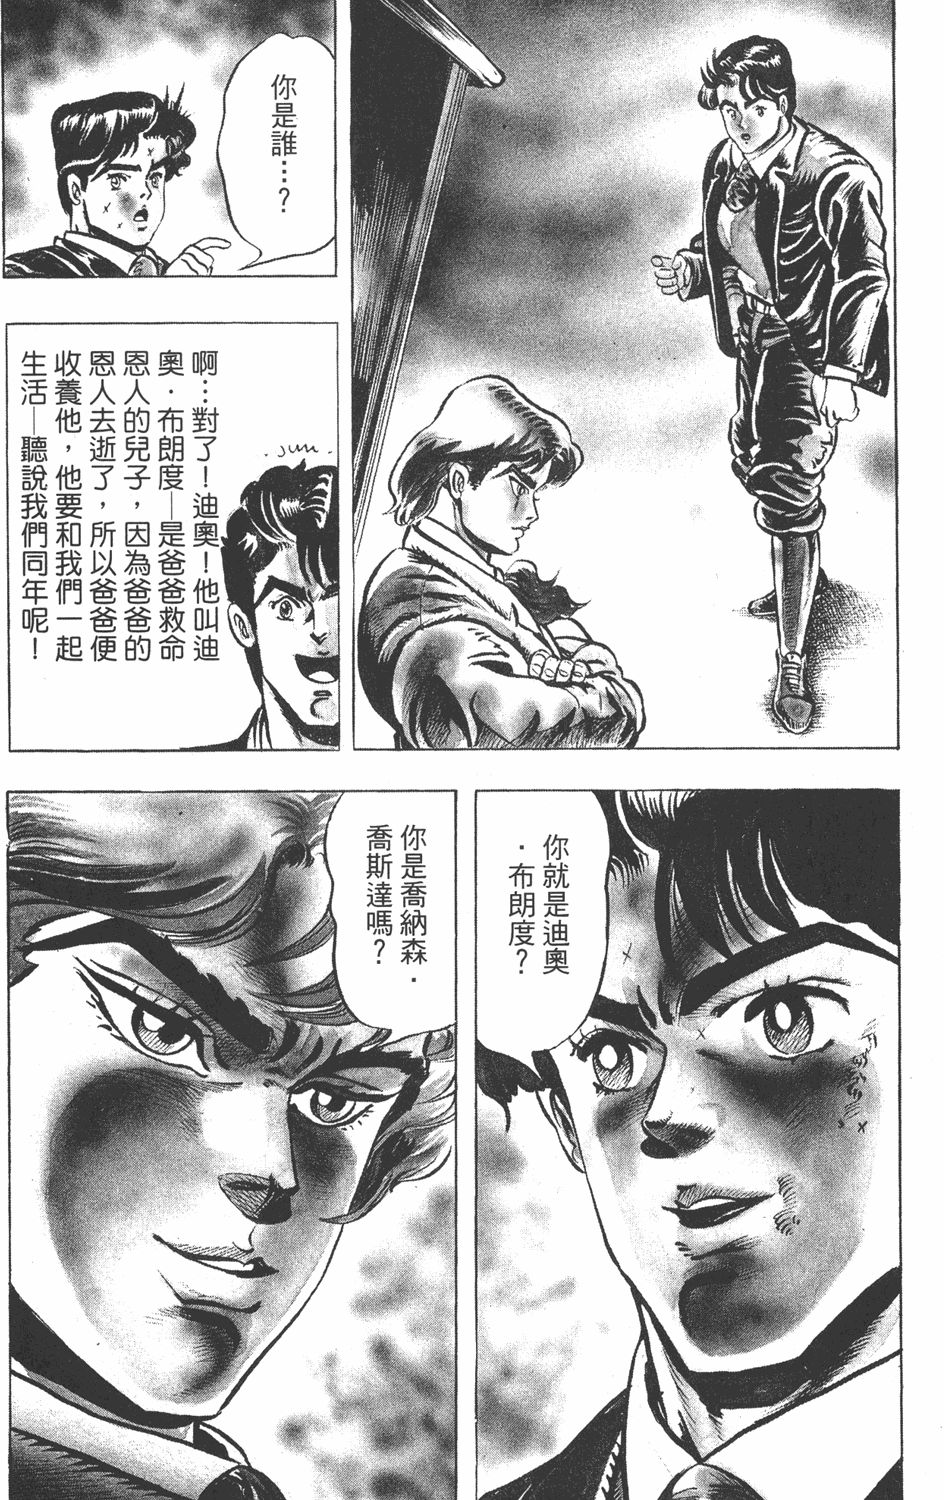 你是誰…？
啊…對了！迪奧！他叫迪
奧．布朗度—是爸爸救命
恩人的兒子，因為爸爸的
恩人去逝了，所以爸爸便
收養他，他要和我們一起
生活—聽說我們同年呢！
你就是迪奧
．布朗度？
你是喬納森．
喬斯達嗎？